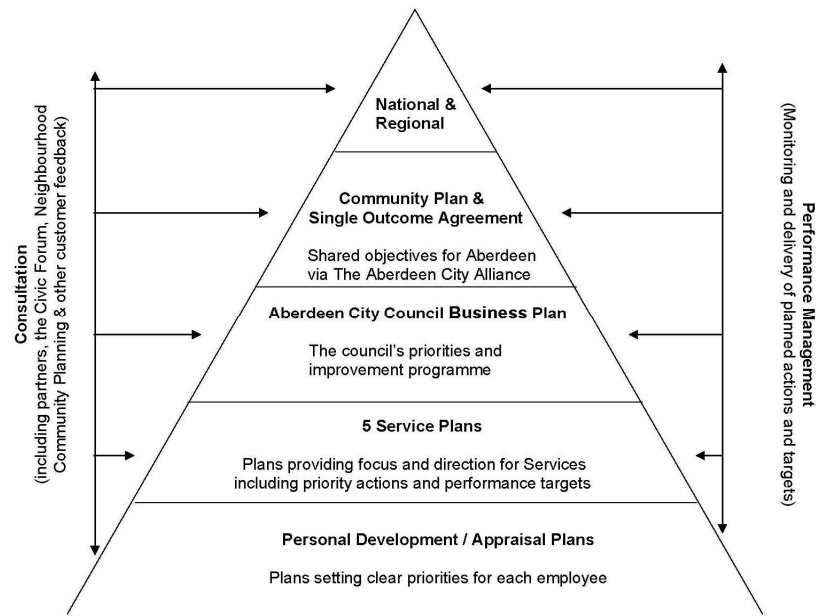 National &
Regional
Community Plan &
Single Outcome Agreement
Shared objectives for Aberdeen
via The Aberdeen City Alliance
Aberdeen City Council Business Plan
The council's priorities and
improvement programme
5 Service Plans
Plans providing focus and direction for Services
including priority actions and performance targets
Personal Development / Appraisal Plans
Plans setting clear priorities for each employee
Consultation
(including partners, the Civic Forum, Neighbourhood
Community Planning & other customer feedback)
Performance Management
(Monitoring and delivery of planned actions and targets)